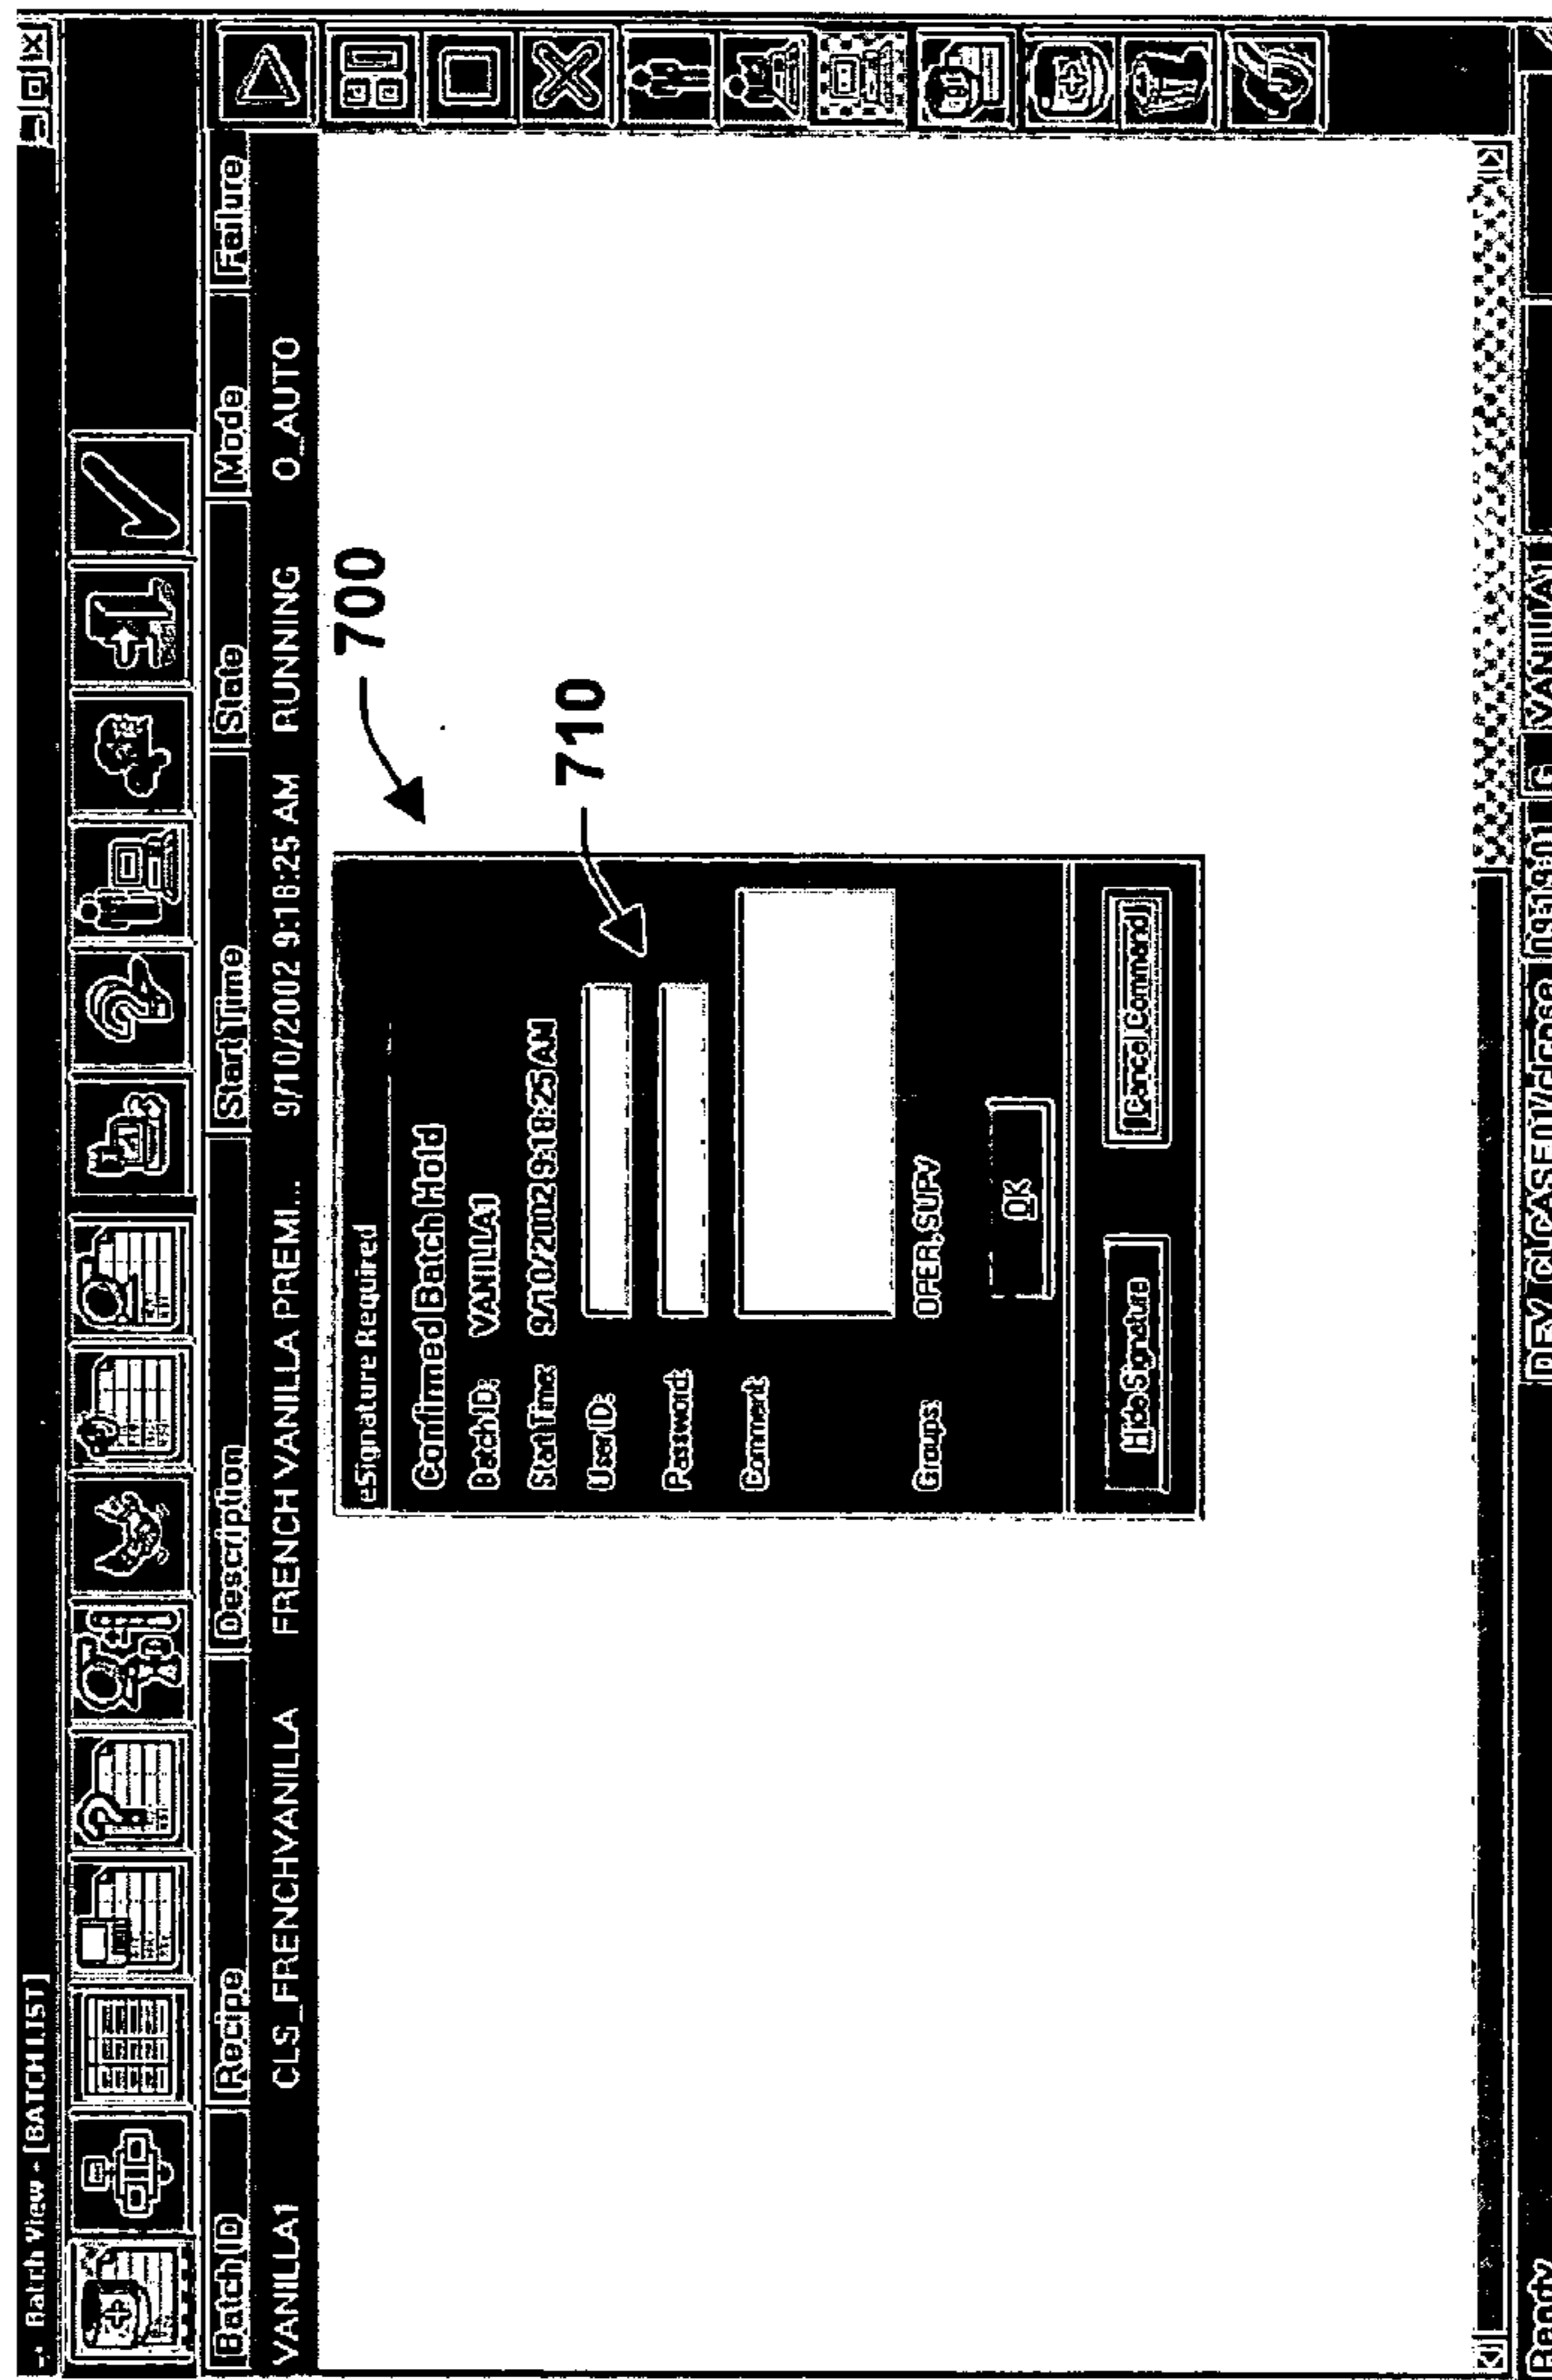 Batch View - [BATCH LIST]
Batch ID Recipe Description Start Time State Mode Failure
VANILLA1 CLS_FRENCHVANILLA FRENCH VANILLA PREMI... 9/10/2002 9:18:25 AM RUNNING O_AUTO
700
eSignature Required
Confirmed Batch Hold
Batch ID: VANILLA1
Start Time: 9/10/2002 9:18:25 AM
710
User ID:
Password:
Comment:
Groups: OPER,SUPV
OK
Hide Signature Cancel Command
Ready 09:19:01 G VANILLA1